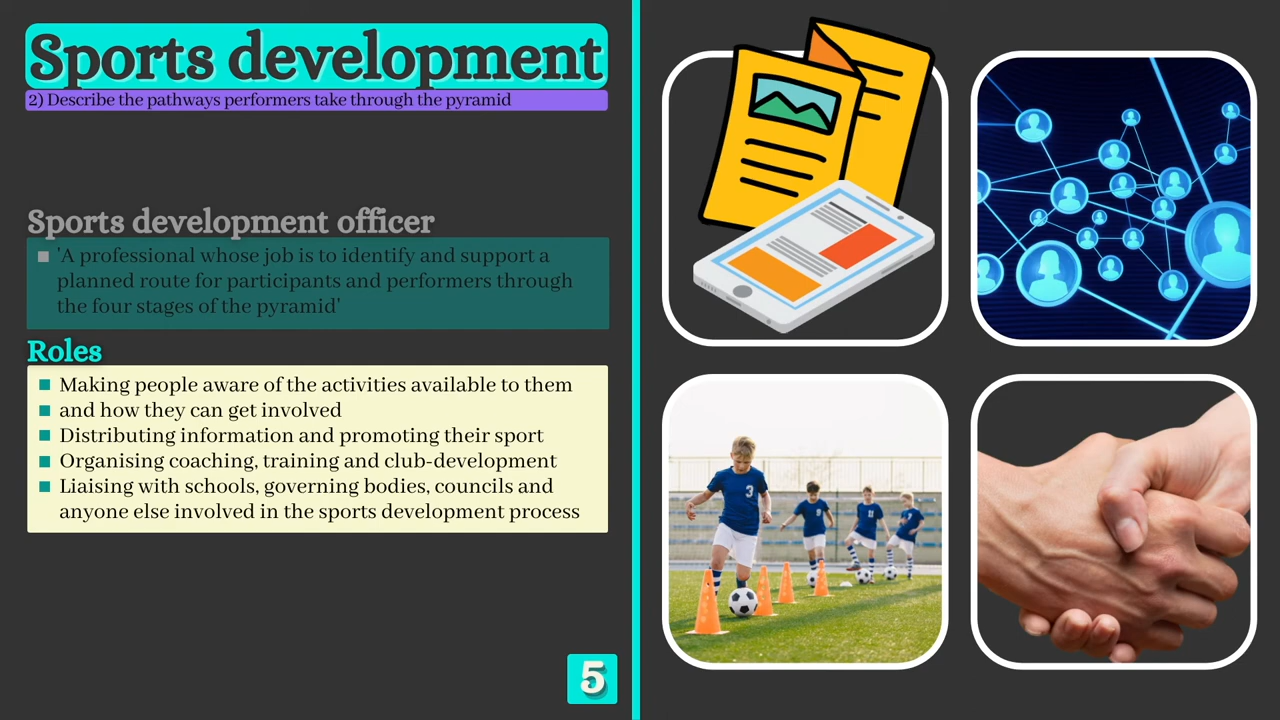 Sports development
2) Describe the pathways performers take through the pyramid
Sports development officer
'A professional whose job is to identify and support a
planned route for participants and performers through
the four stages of the pyramid'
Roles
Making people aware of the activities available to them
and how they can get involved
Distributing information and promoting their sport
Organising coaching, training and club-development
Liaising with schools, governing bodies, councils and
anyone else involved in the sports development process
5
3